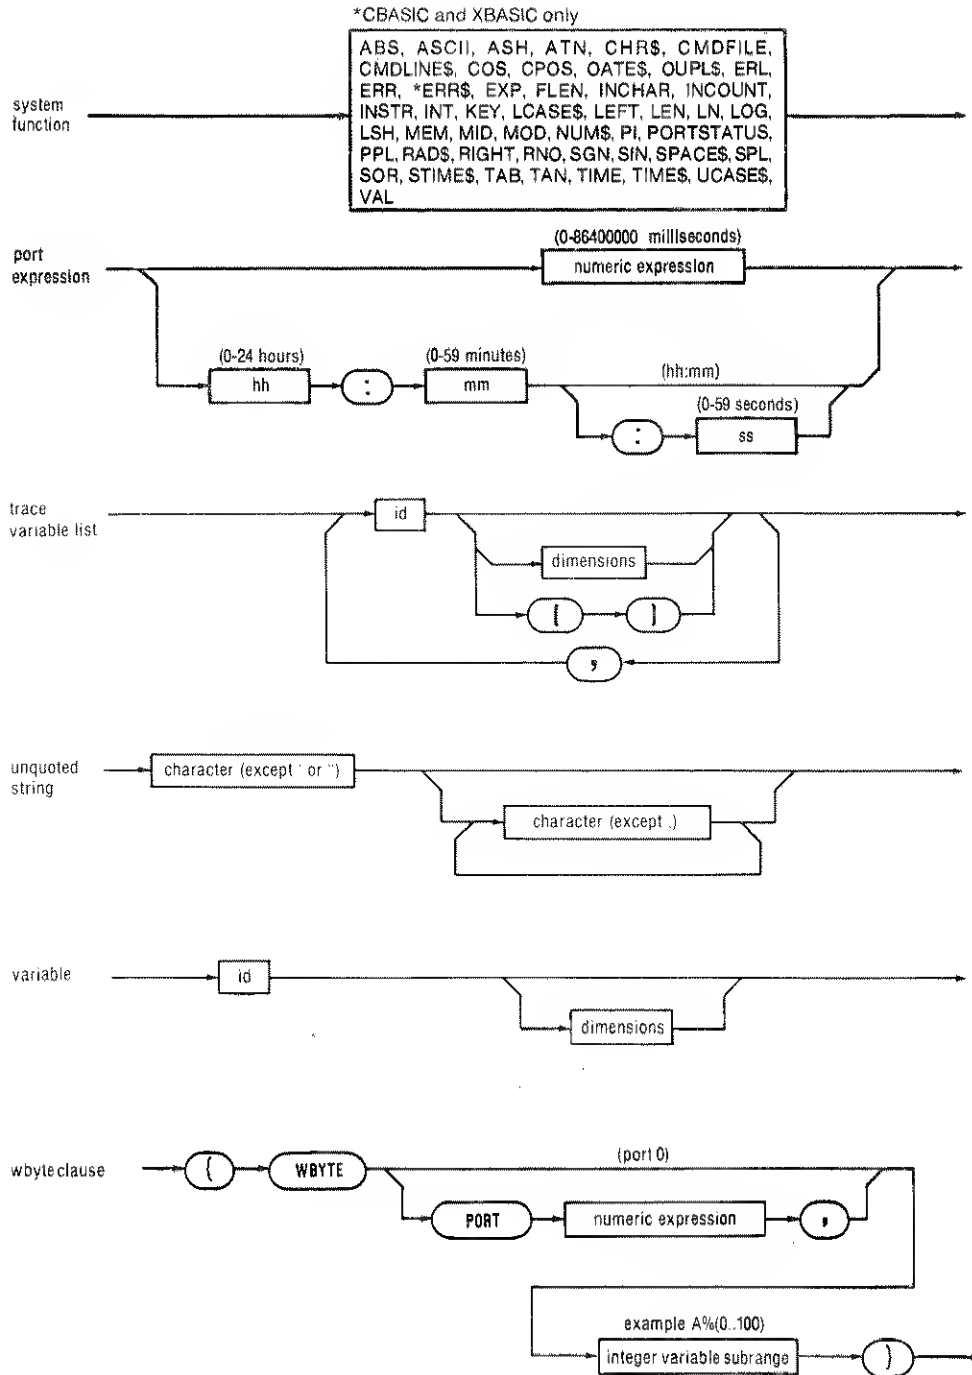 *CBASIC and XBASIC only
ABS, ASCII, ASH, ATN, CHR$, CMDFILE,
CMDLINE$, COS, CPOS, OATE$, OUPL$, ERL,
ERR, *ERR$, EXP, FLEN, INCHAR, INCOUNT,
INSTR, INT, KEY, LCASE$, LEFT, LEN, LN, LOG,
LSH, MEM, MID, MOD, NUM$, PI, PORTSTATUS,
PPL, RAD$, RIGHT, RNO, SGN, SIN, SPACE$, SPL,
SOR, STIME$, TAB, TAN, TIME, TIME$, UCASE$,
VAL
system
function
port
expression
(0-86400000 milliseconds)
numeric expression
(0-24 hours)
hh
:
(0-59 minutes)
mm
(hh:mm)
(0-59 seconds)
:
ss
trace
variable list
id
dimensions
( )
,
unquoted
string
character (except ' or ")
character (except ,)
variable
id
dimensions
wbyte clause
(
WBYTE
(port 0)
PORT
numeric expression
,
example A%(0..100)
integer variable subrange
)